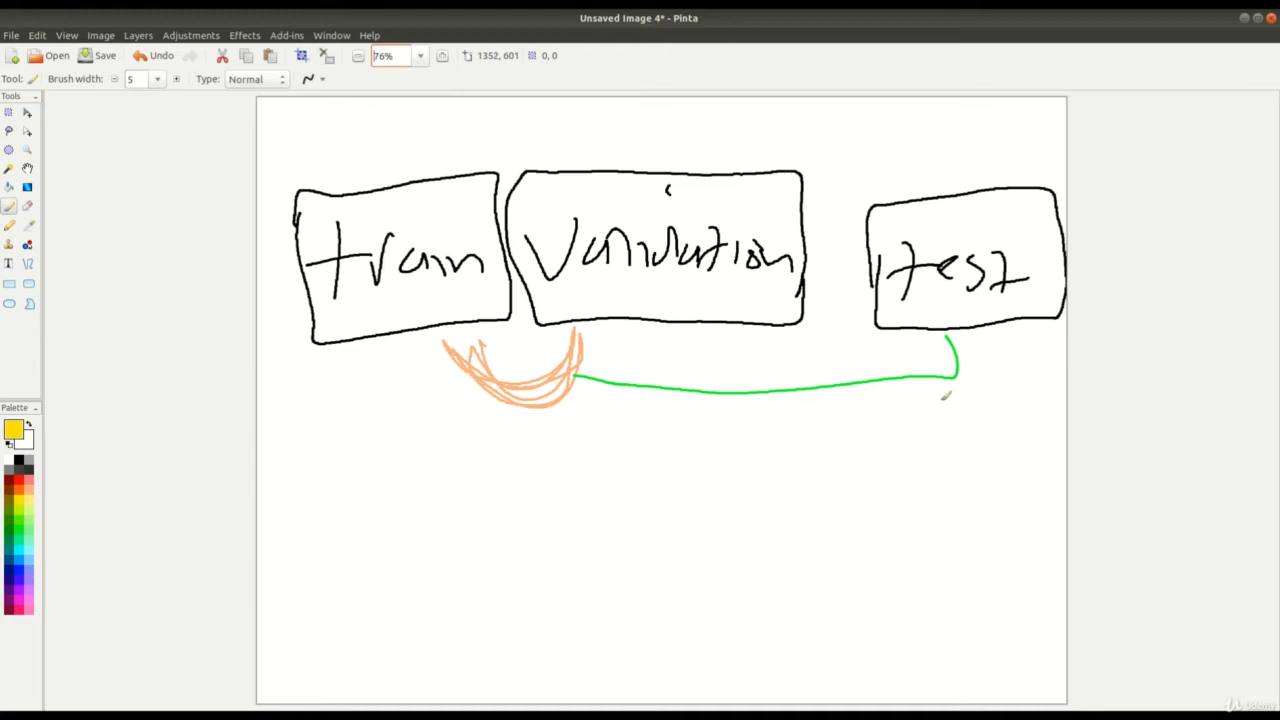 Unsaved Image 4* - Pinta
File Edit View Image Layers Adjustments Effects Add-ins Window Help
Open Save Undo 76% 1352, 601 0, 0
Tool: Brush width: 5 Type: Normal
Tools
train validation test
Palette
Udemy